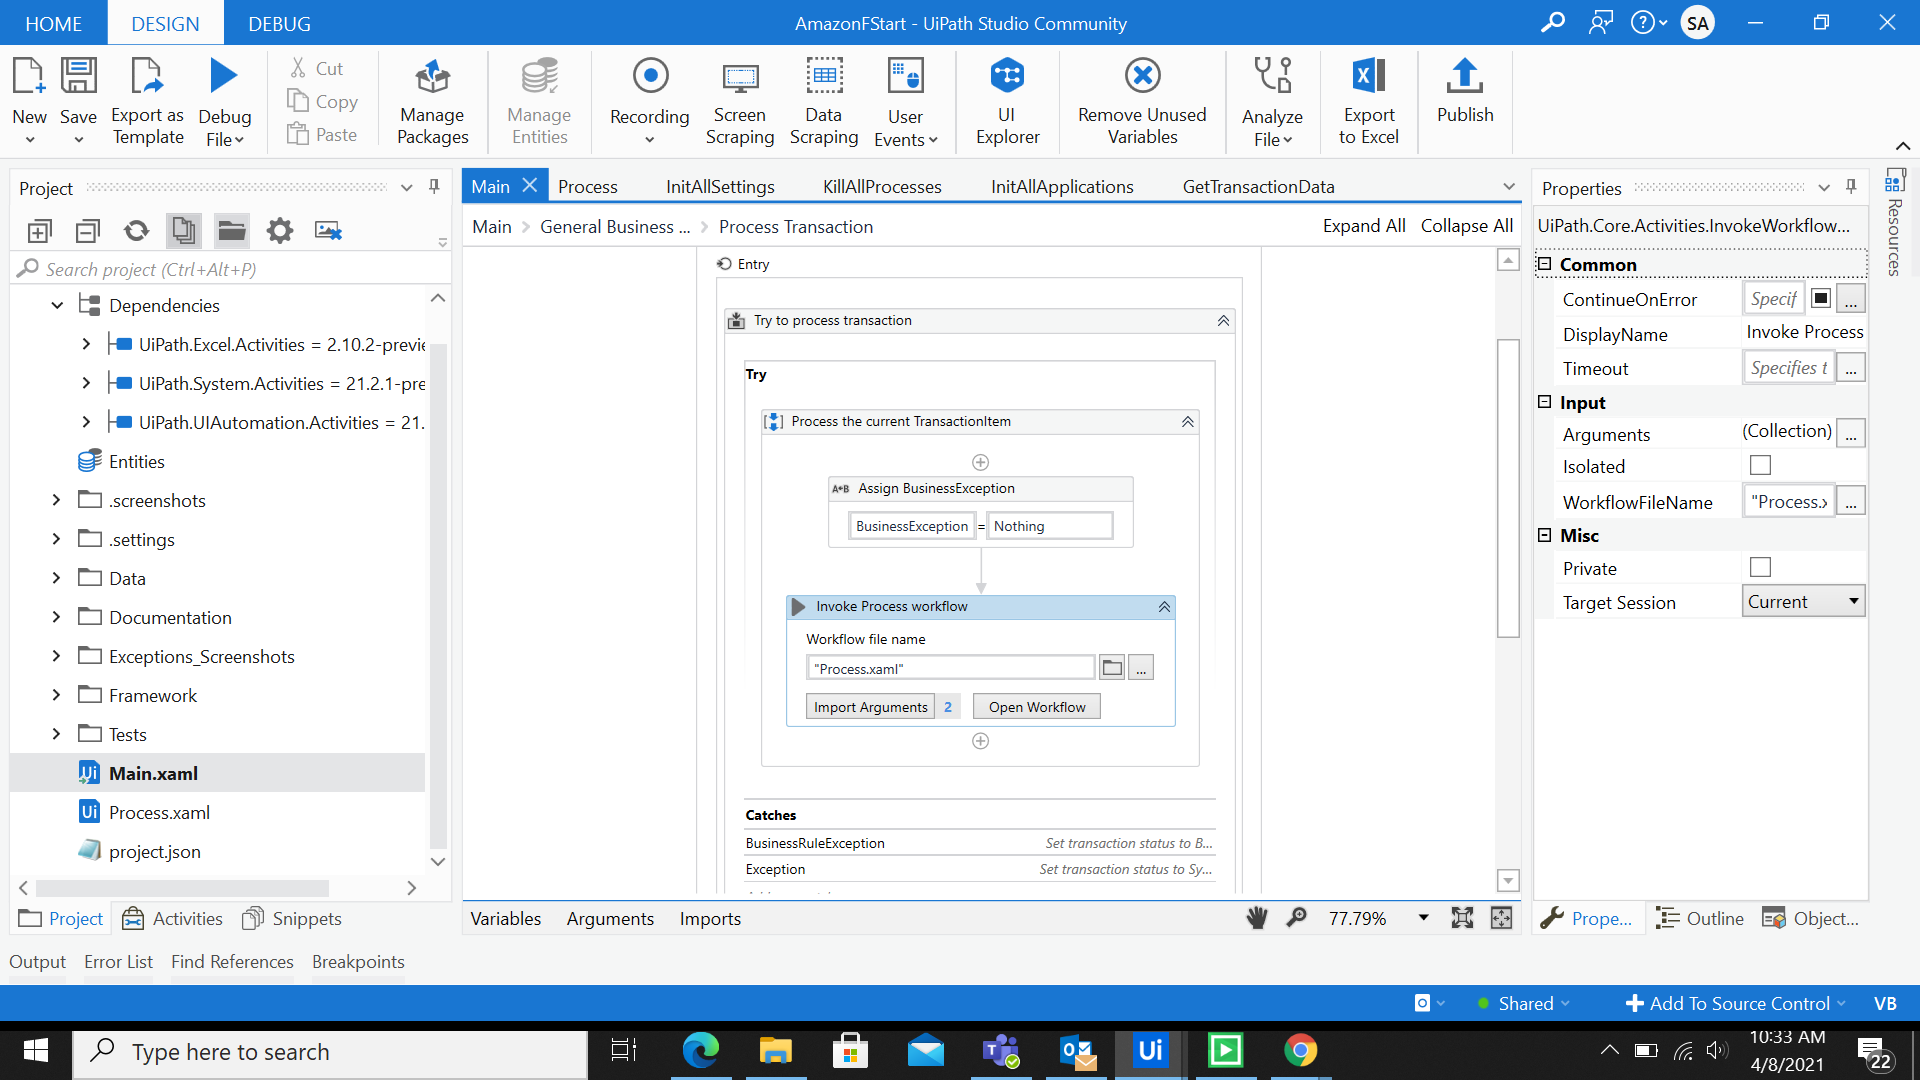 HOME DESIGN DEBUG AmazonFStart - UiPath Studio Community SA
New Save Export as Template Debug File Cut Copy Paste Manage Packages Manage Entities Recording Screen Scraping Data Scraping User Events UI Explorer Remove Unused Variables Analyze File Export to Excel Publish
Project
Search project (Ctrl+Alt+P)
Dependencies
UiPath.Excel.Activities = 2.10.2-previe
UiPath.System.Activities = 21.2.1-pre
UiPath.UIAutomation.Activities = 21.
Entities
.screenshots
.settings
Data
Documentation
Exceptions_Screenshots
Framework
Tests
Main.xaml
Process.xaml
project.json
Project Activities Snippets
Main Process InitAllSettings KillAllProcesses InitAllApplications GetTransactionData
Main > General Business ... > Process Transaction Expand All Collapse All
Entry
Try to process transaction
Try
Process the current TransactionItem
A+B Assign BusinessException
BusinessException = Nothing
Invoke Process workflow
Workflow file name
"Process.xaml" ...
Import Arguments 2 Open Workflow
Catches
BusinessRuleException Set transaction status to B...
Exception Set transaction status to Sy...
Variables Arguments Imports 77.79%
Properties
UiPath.Core.Activities.InvokeWorkflow...
Common
ContinueOnError Specif ...
DisplayName Invoke Process
Timeout Specifies t ...
Input
Arguments (Collection) ...
Isolated
WorkflowFileName "Process.x ...
Misc
Private
Target Session Current
Prope... Outline Object...
Resources
Output Error List Find References Breakpoints
Shared Add To Source Control VB
Type here to search Ui 10:33 AM
4/8/2021 22